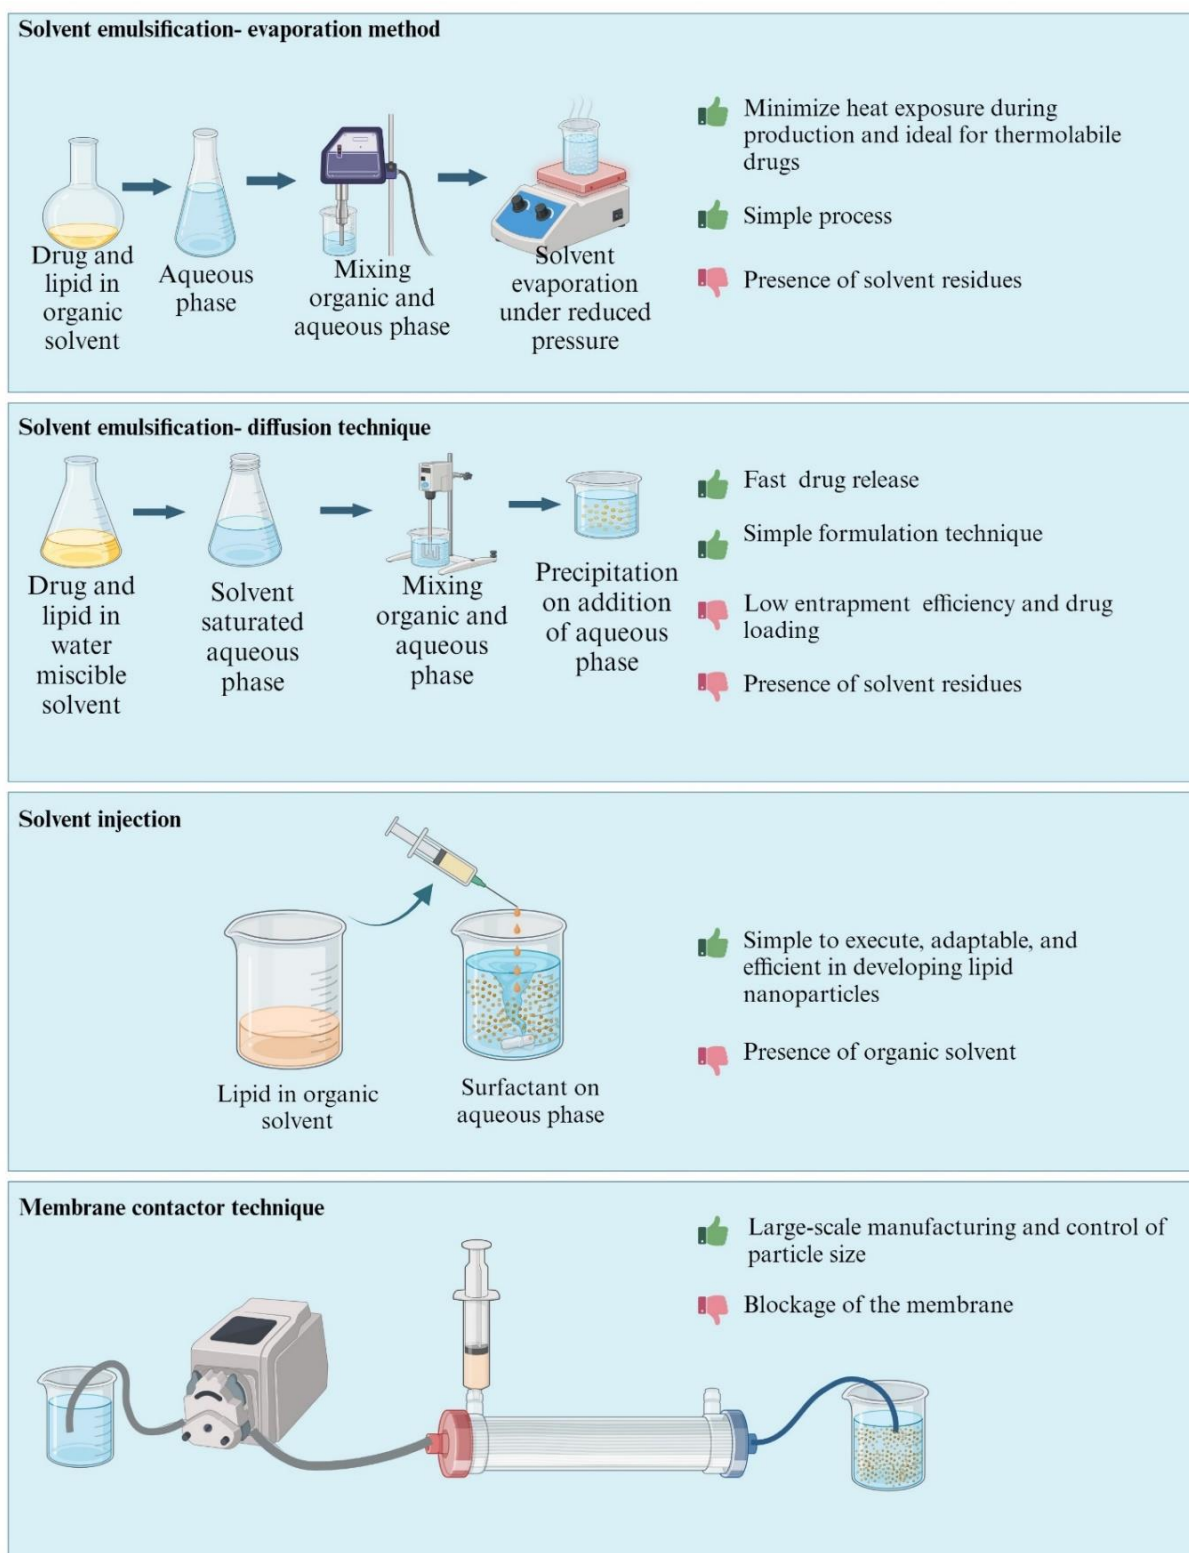 Solvent emulsification- evaporation method
Drug and
lipid in
organic
solvent
Aqueous
phase
Mixing
organic and
aqueous phase
Solvent
evaporation
under reduced
pressure
Minimize heat exposure during
production and ideal for thermolabile
drugs
Simple process
Presence of solvent residues
Solvent emulsification- diffusion technique
Drug and
lipid in
water
miscible
solvent
Solvent
saturated
aqueous
phase
Mixing
organic and
aqueous
phase
Precipitation
on addition
of aqueous
phase
Fast drug release
Simple formulation technique
Low entrapment efficiency and drug
loading
Presence of solvent residues
Solvent injection
Lipid in organic
solvent
Surfactant on
aqueous phase
Simple to execute, adaptable, and
efficient in developing lipid
nanoparticles
Presence of organic solvent
Membrane contactor technique
Large-scale manufacturing and control of
particle size
Blockage of the membrane